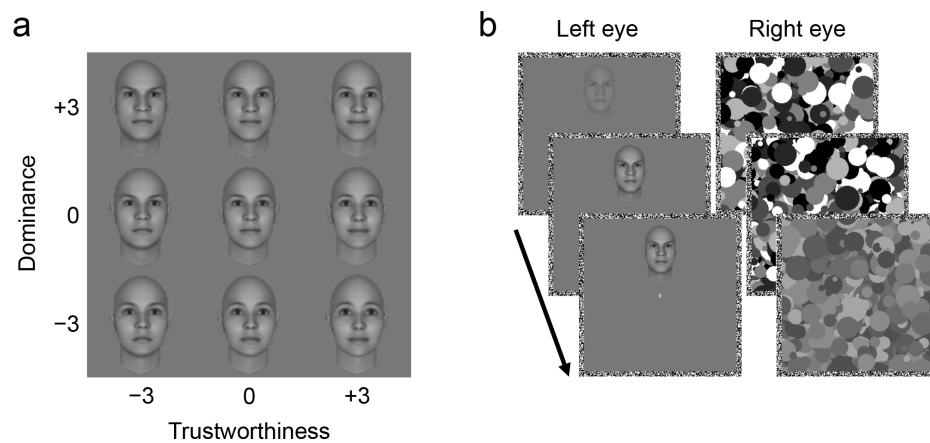 a
b
Left eye
Right eye
Dominance
+3
0
−3
−3
0
+3
Trustworthiness